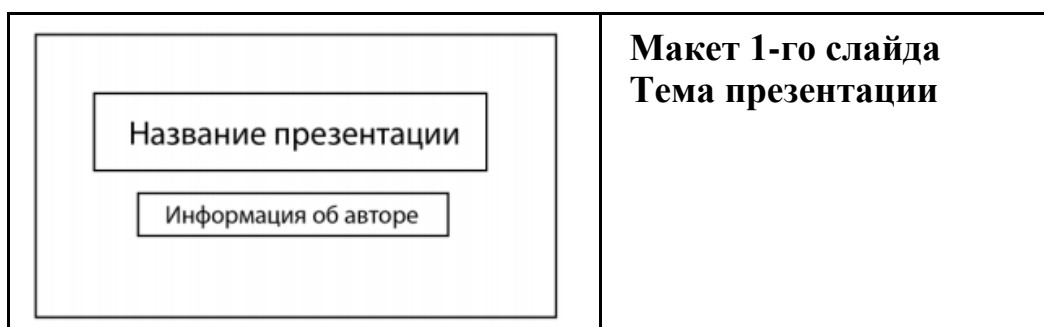 Название презентации
Информация об авторе
Макет 1-го слайда
Тема презентации